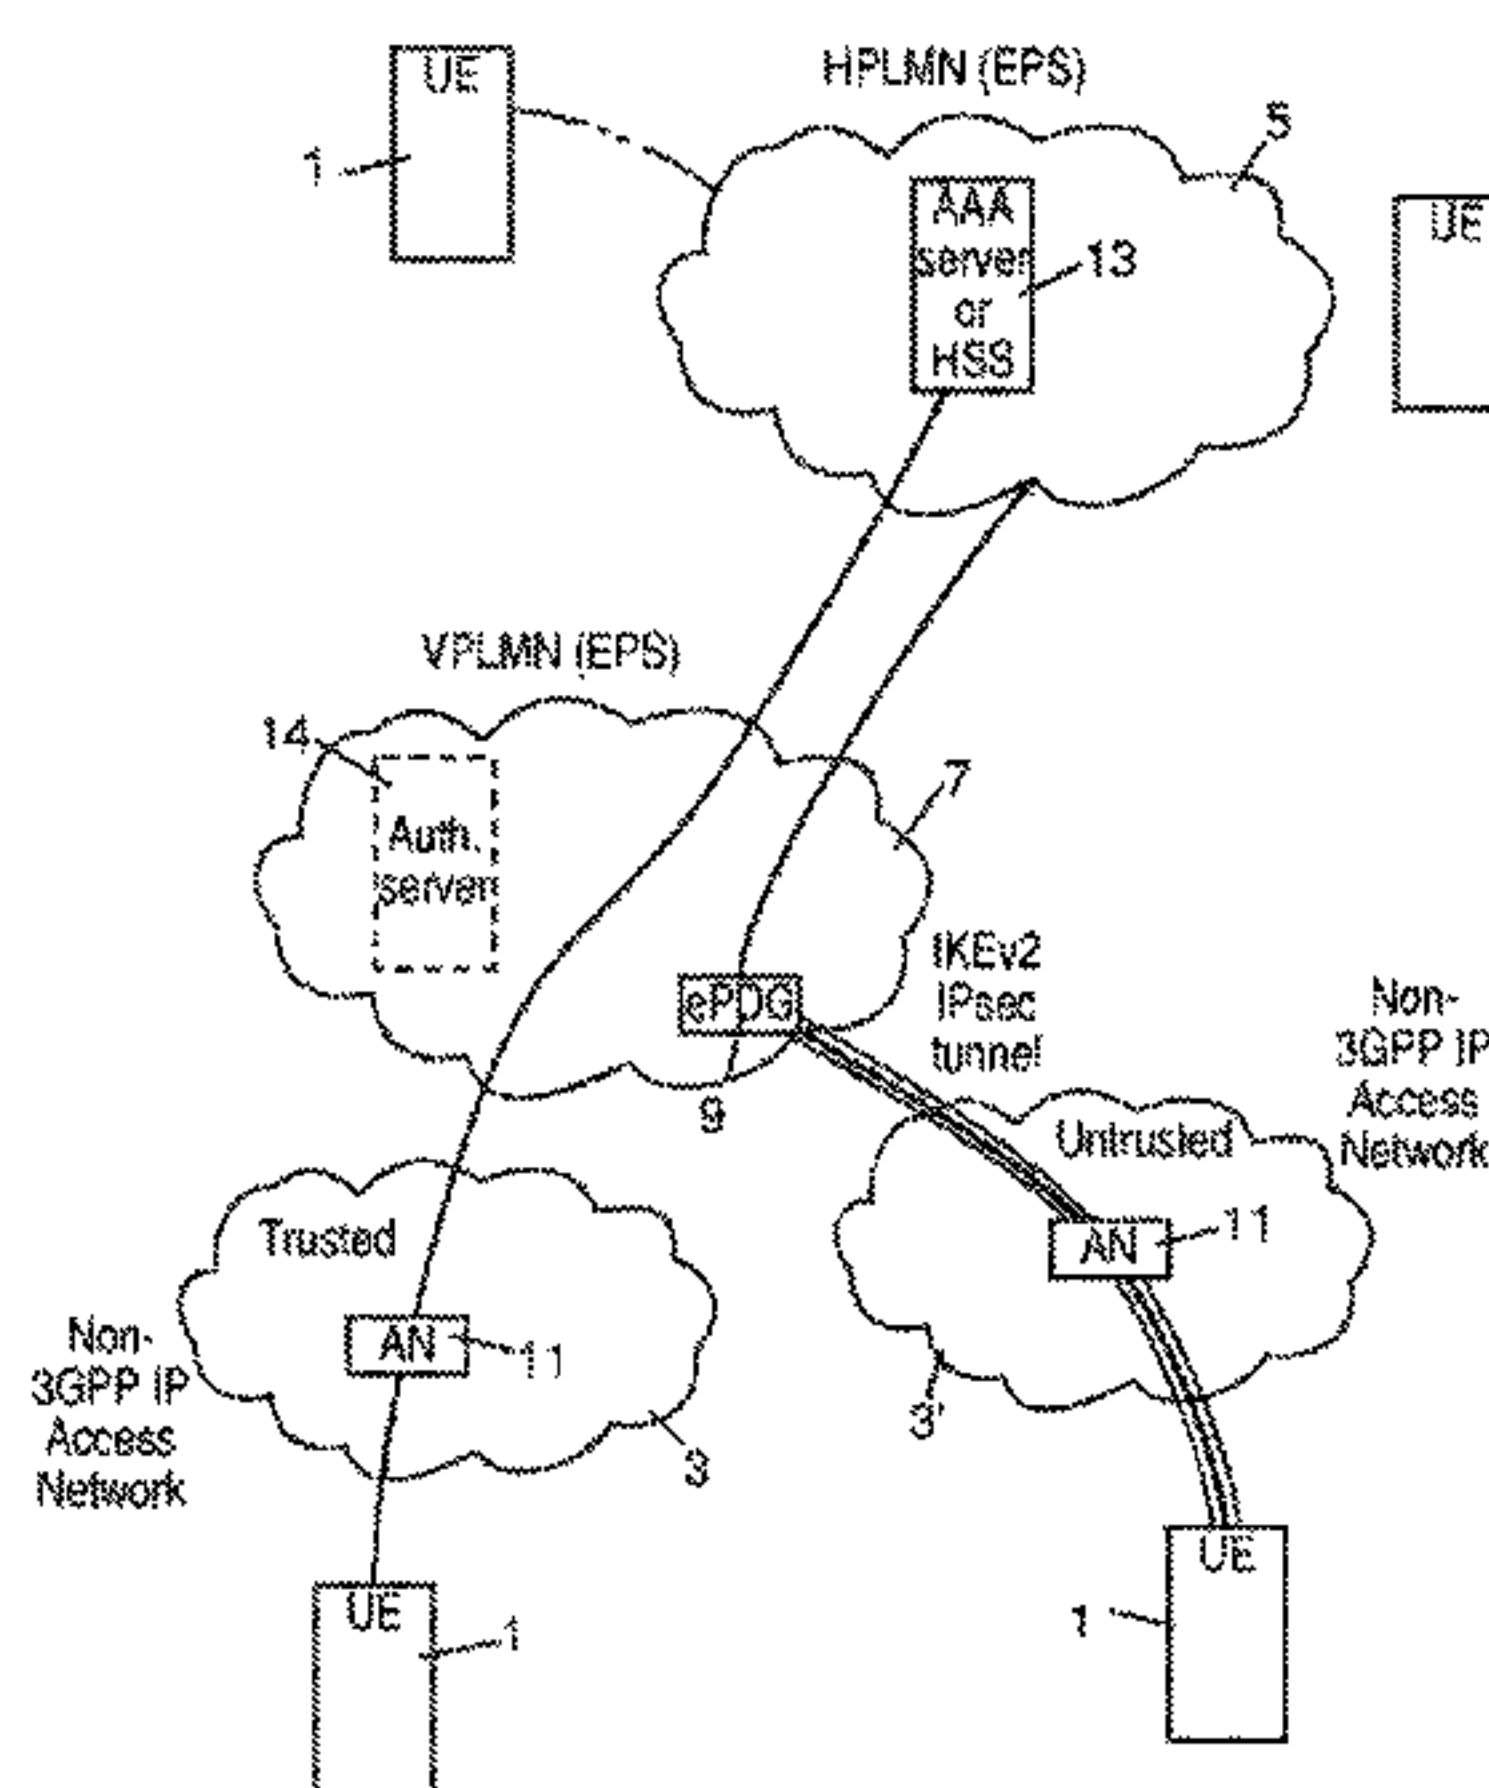 UE
1
HPLMN (EPS)
5
AAA
server
or
HSS
13
UE
VPLMN (EPS)
14
Auth.
server
7
ePDG
9
IKEv2
IPsec
tunnel
Non-
3GPP IP
Access
Network
Untrusted
AN
11
3'
Trusted
AN
11
3
Non-
3GPP IP
Access
Network
UE
1
UE
1